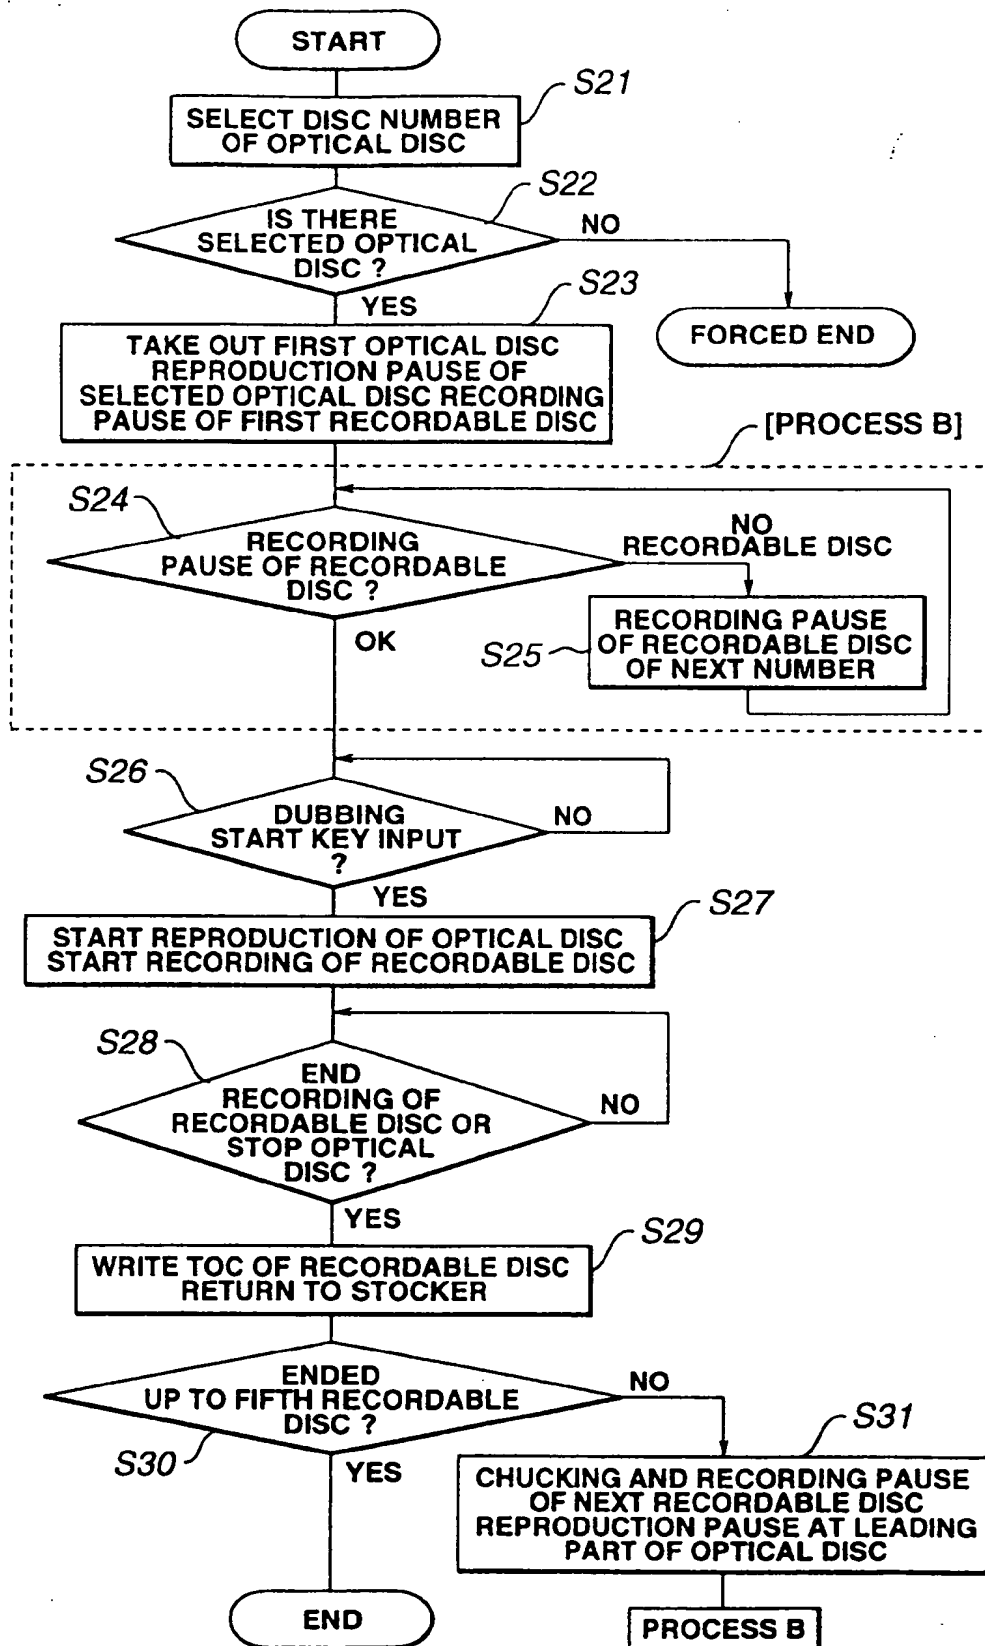 START
S21
SELECT DISC NUMBER
OF OPTICAL DISC
S22
IS THERE
SELECTED OPTICAL
DISC ?
NO
YES
S23
FORCED END
TAKE OUT FIRST OPTICAL DISC
REPRODUCTION PAUSE OF
SELECTED OPTICAL DISC RECORDING
PAUSE OF FIRST RECORDABLE DISC
[PROCESS B]
S24
RECORDING
PAUSE OF RECORDABLE
DISC ?
NO
RECORDABLE DISC
OK
S25
RECORDING PAUSE
OF RECORDABLE DISC
OF NEXT NUMBER
S26
DUBBING
START KEY INPUT
?
NO
YES
S27
START REPRODUCTION OF OPTICAL DISC
START RECORDING OF RECORDABLE DISC
S28
END
RECORDING OF
RECORDABLE DISC OR
STOP OPTICAL
DISC ?
NO
YES
S29
WRITE TOC OF RECORDABLE DISC
RETURN TO STOCKER
ENDED
UP TO FIFTH RECORDABLE
DISC ?
NO
S30
YES
S31
CHUCKING AND RECORDING PAUSE
OF NEXT RECORDABLE DISC
REPRODUCTION PAUSE AT LEADING
PART OF OPTICAL DISC
END
PROCESS B